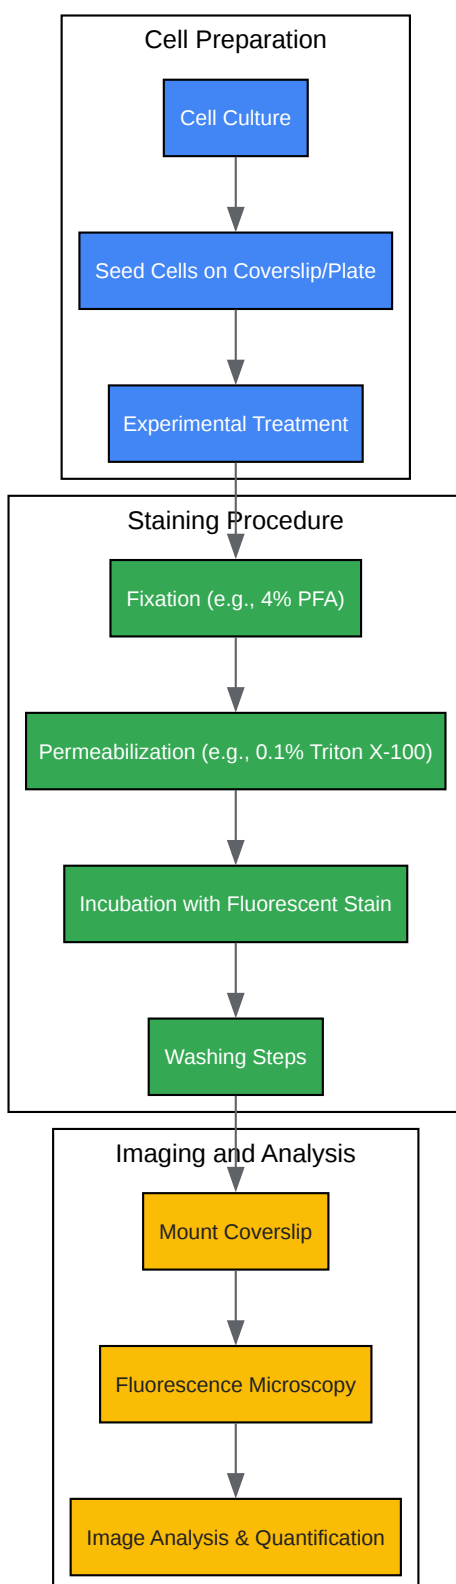 Cell Preparation
Cell Culture
Seed Cells on Coverslip/Plate
Experimental Treatment
Staining Procedure
Fixation (e.g., 4% PFA)
Permeabilization (e.g., 0.1% Triton X-100)
Incubation with Fluorescent Stain
Washing Steps
Imaging and Analysis
Mount Coverslip
Fluorescence Microscopy
Image Analysis & Quantification